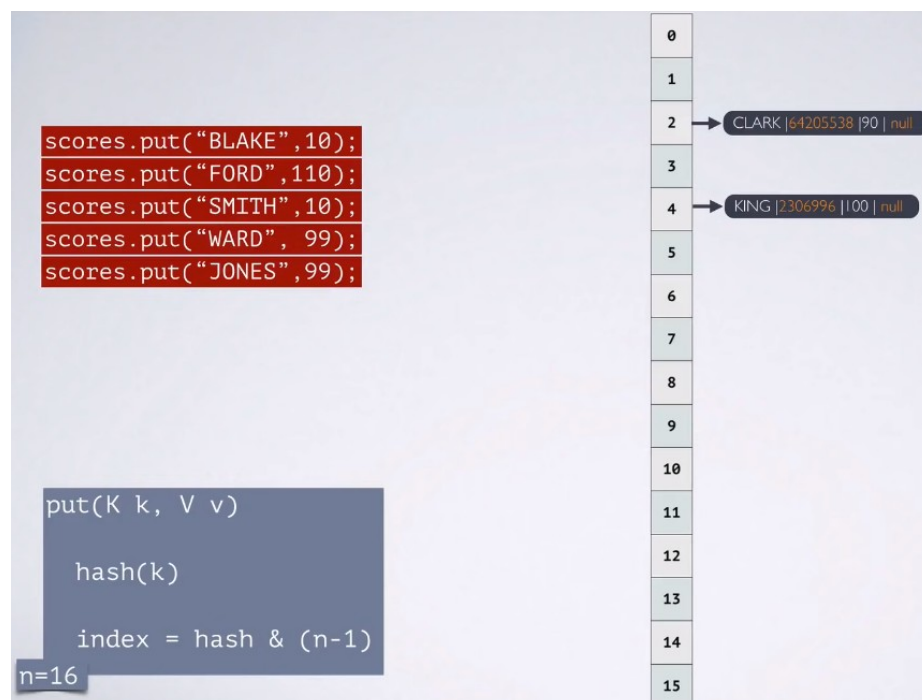 scores.put(“BLAKE”,10);
scores.put(“FORD”,110);
scores.put(“SMITH”,10);
scores.put(“WARD”, 99);
scores.put(“JONES”,99);
put(K k, V v)
hash(k)
index = hash & (n-1)
n=16
0
1
2
CLARK |64205538 |90 | null
3
4
KING |2306996 |100 | null
5
6
7
8
9
10
11
12
13
14
15